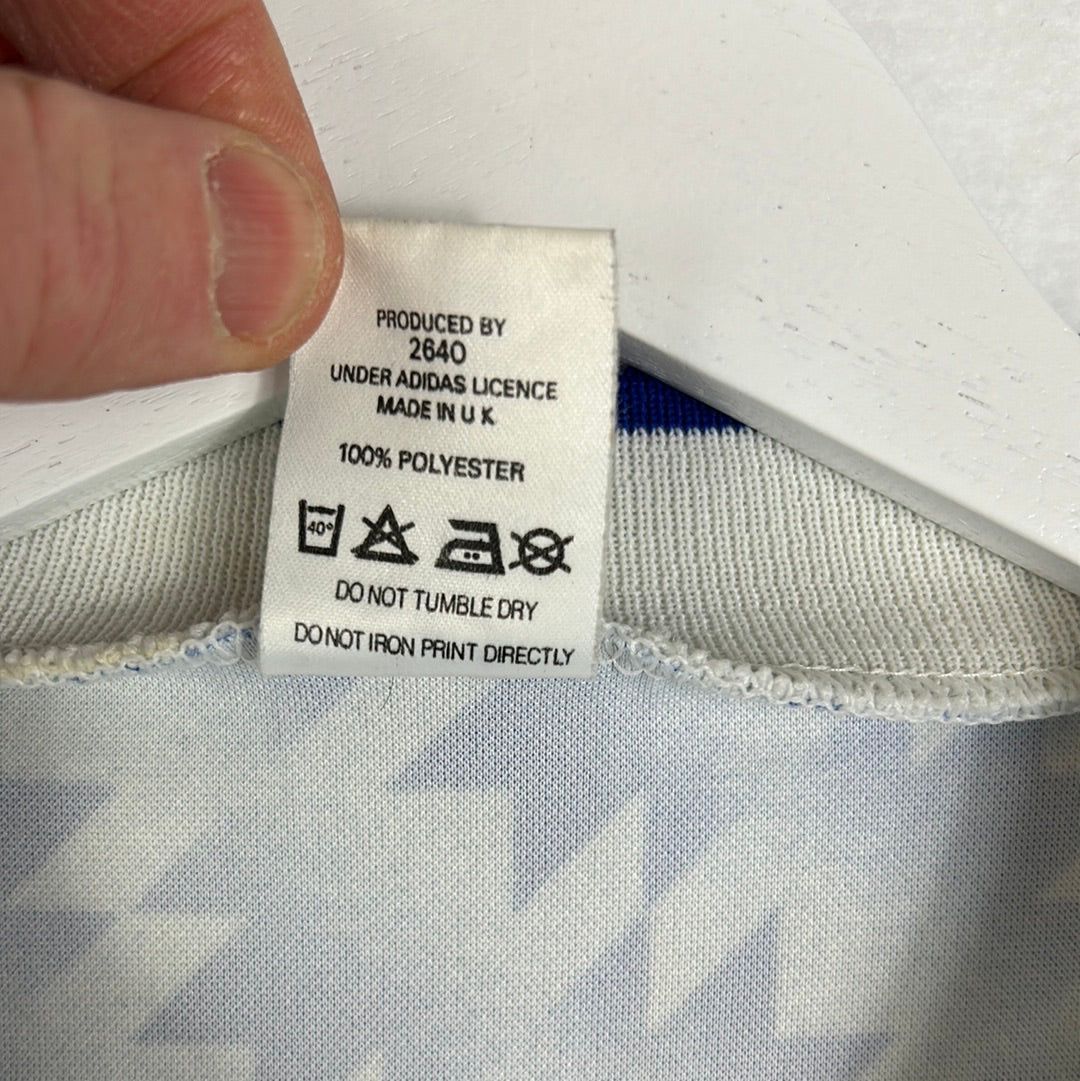 PRODUCED BY
2640
UNDER ADIDAS LICENCE
MADE IN U K
100% POLYESTER
40°
DO NOT TUMBLE DRY
DO NOT IRON PRINT DIRECTLY